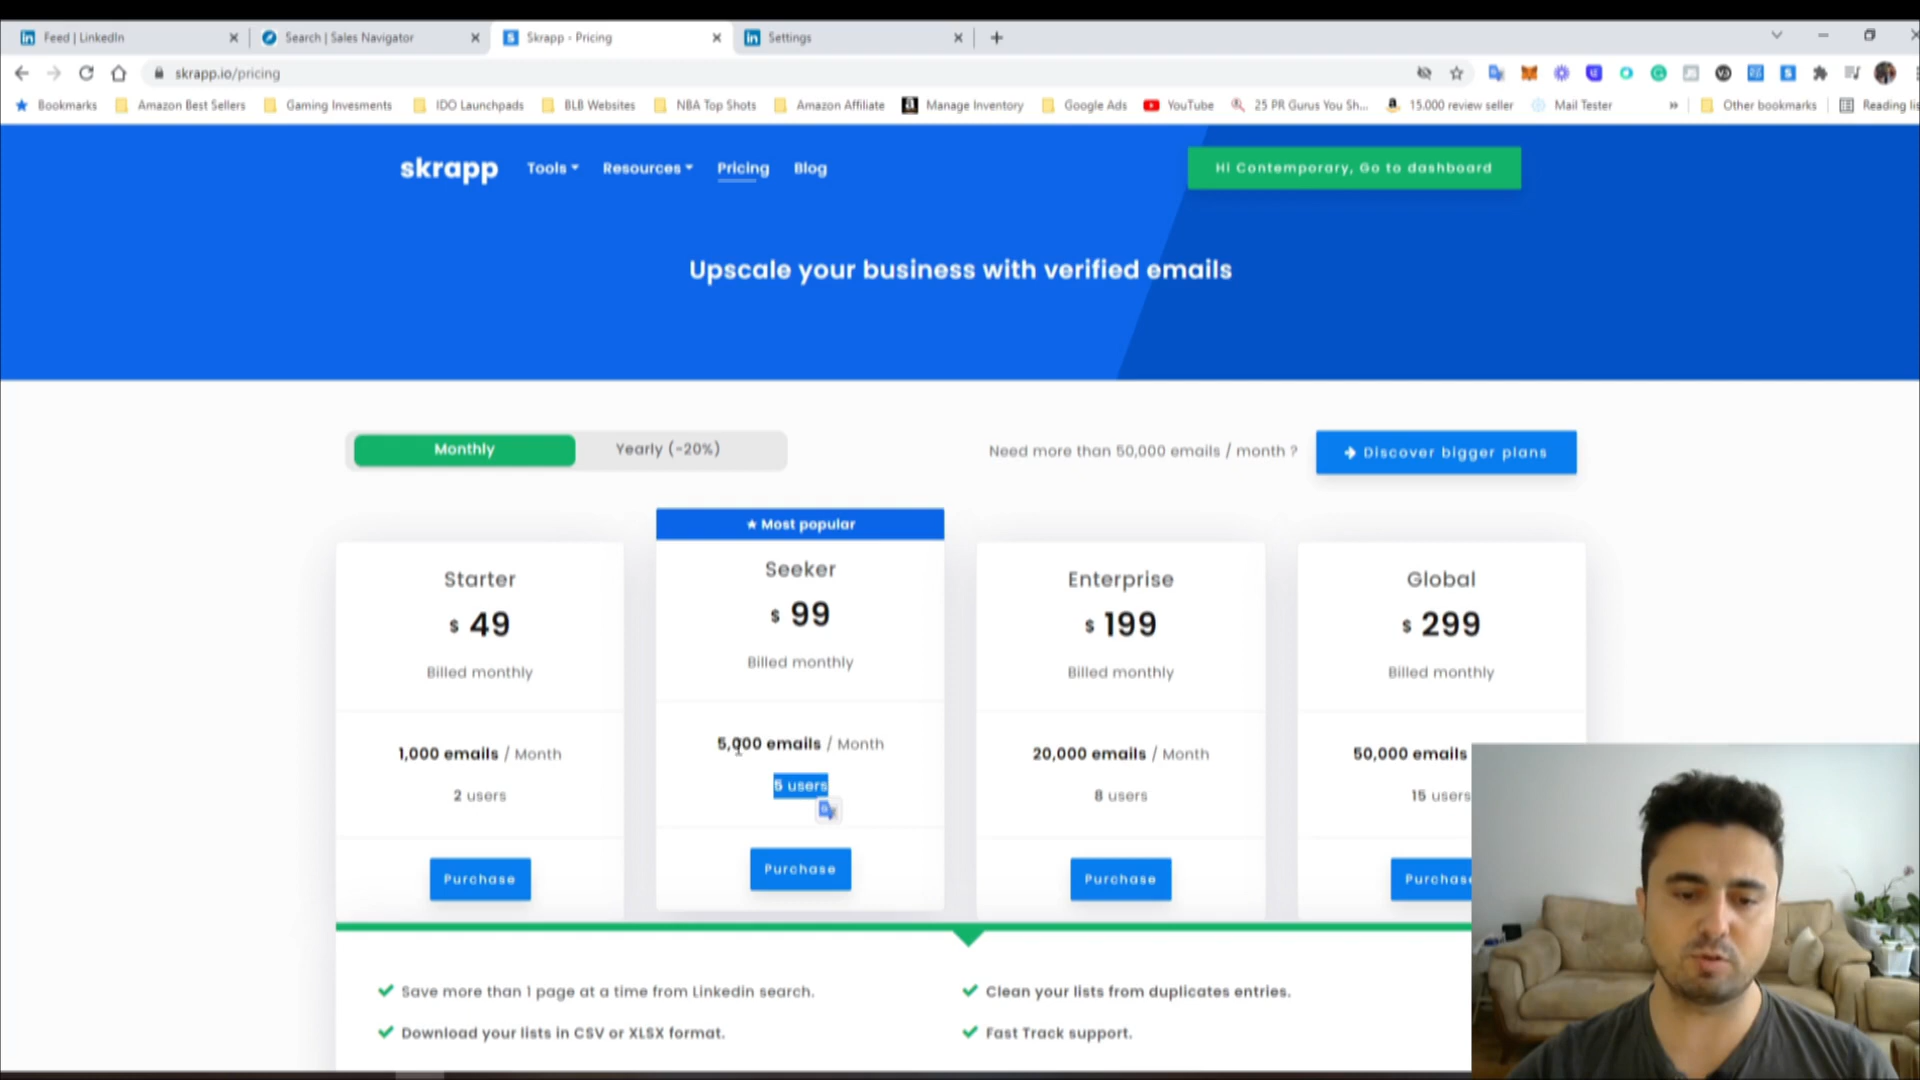 Feed | LinkedIn
Search | Sales Navigator
Skrapp - Pricing
Settings
skrapp.io/pricing
Bookmarks
Amazon Best Sellers
Gaming Invesments
IDO Launchpads
BLB Websites
NBA Top Shots
Amazon Affiliate
Manage Inventory
Google Ads
YouTube
25 PR Gurus You Sh...
15.000 review seller
Mail Tester
»
Other bookmarks
Reading lis
skrapp
Tools
Resources
Pricing
Blog
Hi Contemporary, Go to dashboard
Upscale your business with verified emails
Monthly
Yearly (-20%)
Need more than 50,000 emails / month ?
Discover bigger plans
Most popular
Starter
$ 49
Billed monthly
1,000 emails / Month
2 users
Purchase
Seeker
$ 99
Billed monthly
5,000 emails / Month
5 users
Purchase
Enterprise
$ 199
Billed monthly
20,000 emails / Month
8 users
Purchase
Global
$ 299
Billed monthly
50,000 emails
15 users
Purchase
Save more than 1 page at a time from Linkedin search.
Clean your lists from duplicates entries.
Download your lists in CSV or XLSX format.
Fast Track support.